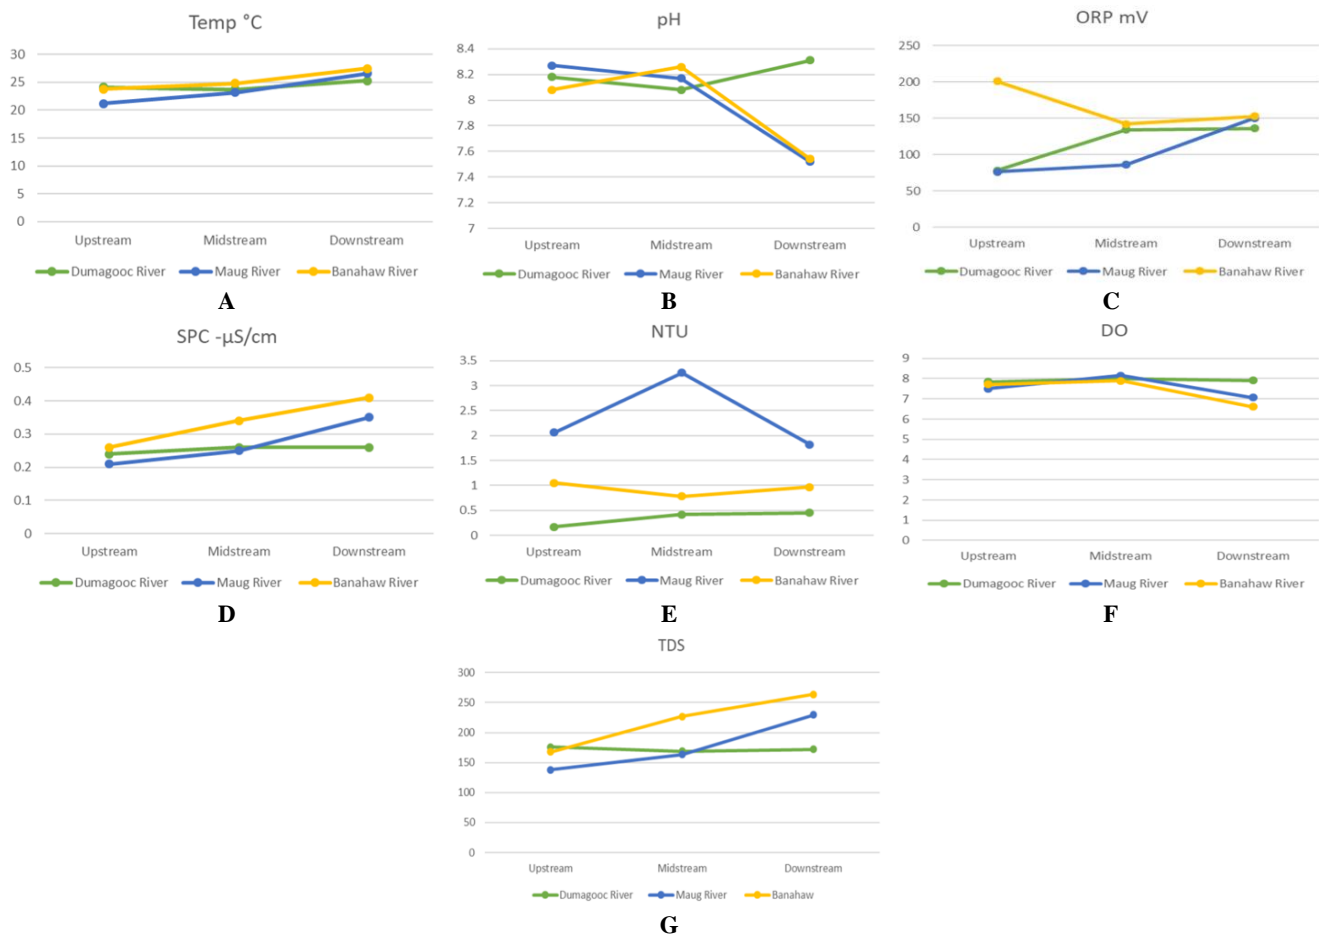 Temp °C
30
25
20
15
10
5
0
Upstream Midstream Downstream
Dumagooc River Maug River Banahaw River
A
pH
8.4
8.2
8
7.8
7.6
7.4
7.2
7
Upstream Midstream Downstream
Dumagooc River Maug River Banahaw River
B
ORP mV
250
200
150
100
50
0
Upstream Midstream Downstream
Dumagooc River Maug River Banahaw River
C
SPC -µS/cm
0.5
0.4
0.3
0.2
0.1
0
Upstream Midstream Downstream
Dumagooc River Maug River Banahaw River
D
NTU
3.5
3
2.5
2
1.5
1
0.5
0
Upstream Midstream Downstream
Dumagooc River Maug River Banahaw River
E
DO
9
8
7
6
5
4
3
2
1
0
Upstream Midstream Downstream
Dumagooc River Maug River Banahaw River
F
TDS
300
250
200
150
100
50
0
Upstream Midstream Downstream
Dumagooc River Maug River Banahaw
G